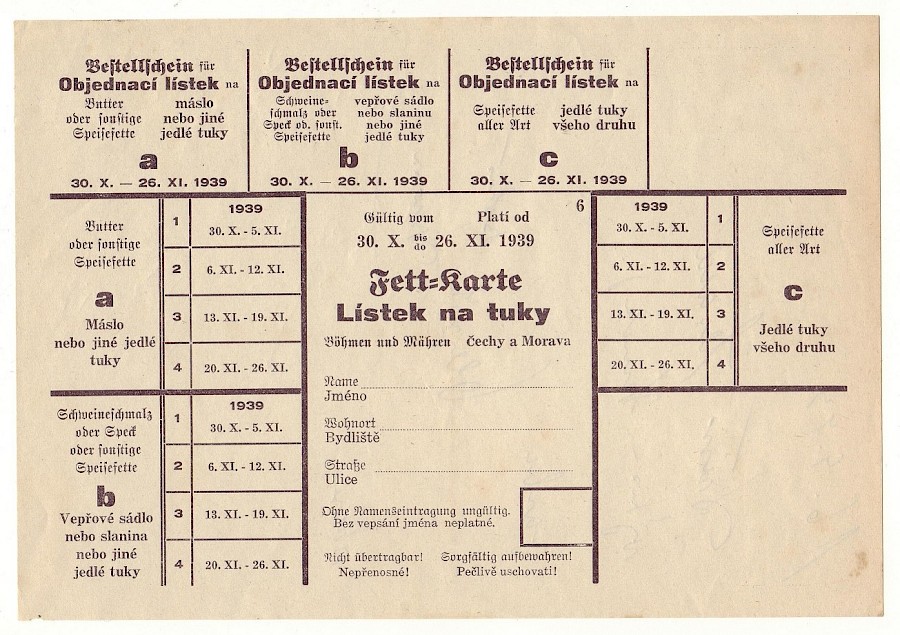 Bestellschein für
Objednací lístek na
Butter máslo
oder sonstige nebo jiné
Speisefette jedlé tuky
a
30. X. — 26. XI. 1939
Bestellschein für
Objednací lístek na
Schweine- vepřové sádlo
schmalz oder nebo slaninu
Speck od. sonst. nebo jiné
Speisefette jedlé tuky
b
30. X. — 26. XI. 1939
Bestellschein für
Objednací lístek na
Speisefette jedlé tuky
aller Art všeho druhu
c
30. X. — 26. XI. 1939
Butter
oder sonstige
Speisefette
a
Máslo
nebo jiné jedlé
tuky
1939
1 30. X. - 5. XI.
2 6. XI. - 12. XI.
3 13. XI. - 19. XI.
4 20. XI. - 26. XI.
Schweineschmalz
oder Speck
oder sonstige
Speisefette
b
Vepřové sádlo
nebo slanina
nebo jiné
jedlé tuky
1939
1 30. X. - 5. XI.
2 6. XI. - 12. XI.
3 13. XI. - 19. XI.
4 20. XI. - 26. XI.
6
Gültig vom Platí od
30. X. bis do 26. XI. 1939
Fett-Karte
Lístek na tuky
Böhmen und Mähren Čechy a Morava
Name
Jméno
Wohnort
Bydliště
Straße
Ulice
Ohne Namenseintragung ungültig.
Bez vepsání jména neplatné.
Nicht übertragbar! Sorgfältig aufbewahren!
Nepřenosné! Pečlivě uschovati!
1939
30. X. - 5. XI. 1
6. XI. - 12. XI. 2
13. XI. - 19. XI. 3
20. XI. - 26. XI. 4
Speisefette
aller Art
c
Jedlé tuky
všeho druhu